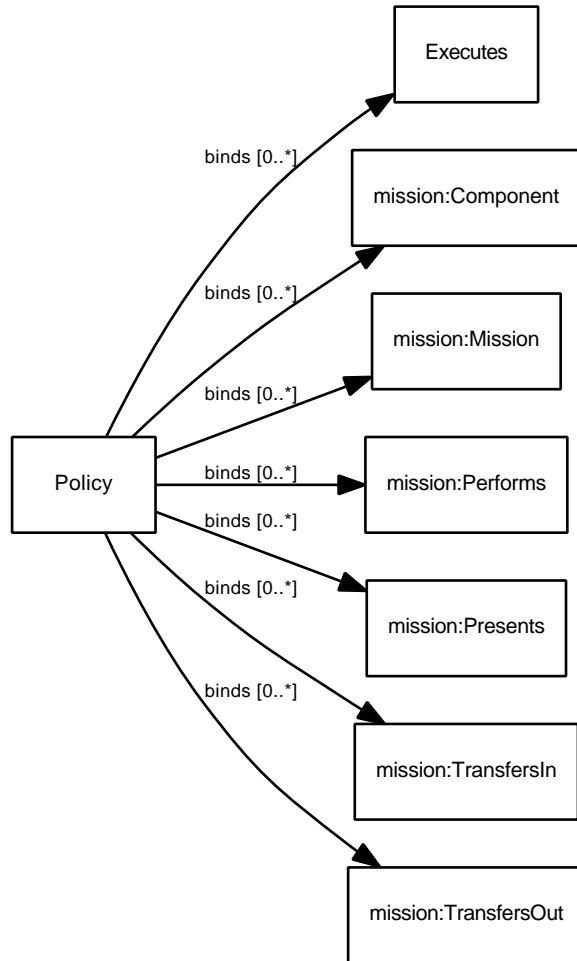 Executes
binds [0..*]
mission:Component
binds [0..*]
mission:Mission
binds [0..*]
Policy
binds [0..*]
mission:Performs
binds [0..*]
mission:Presents
binds [0..*]
mission:TransfersIn
binds [0..*]
mission:TransfersOut